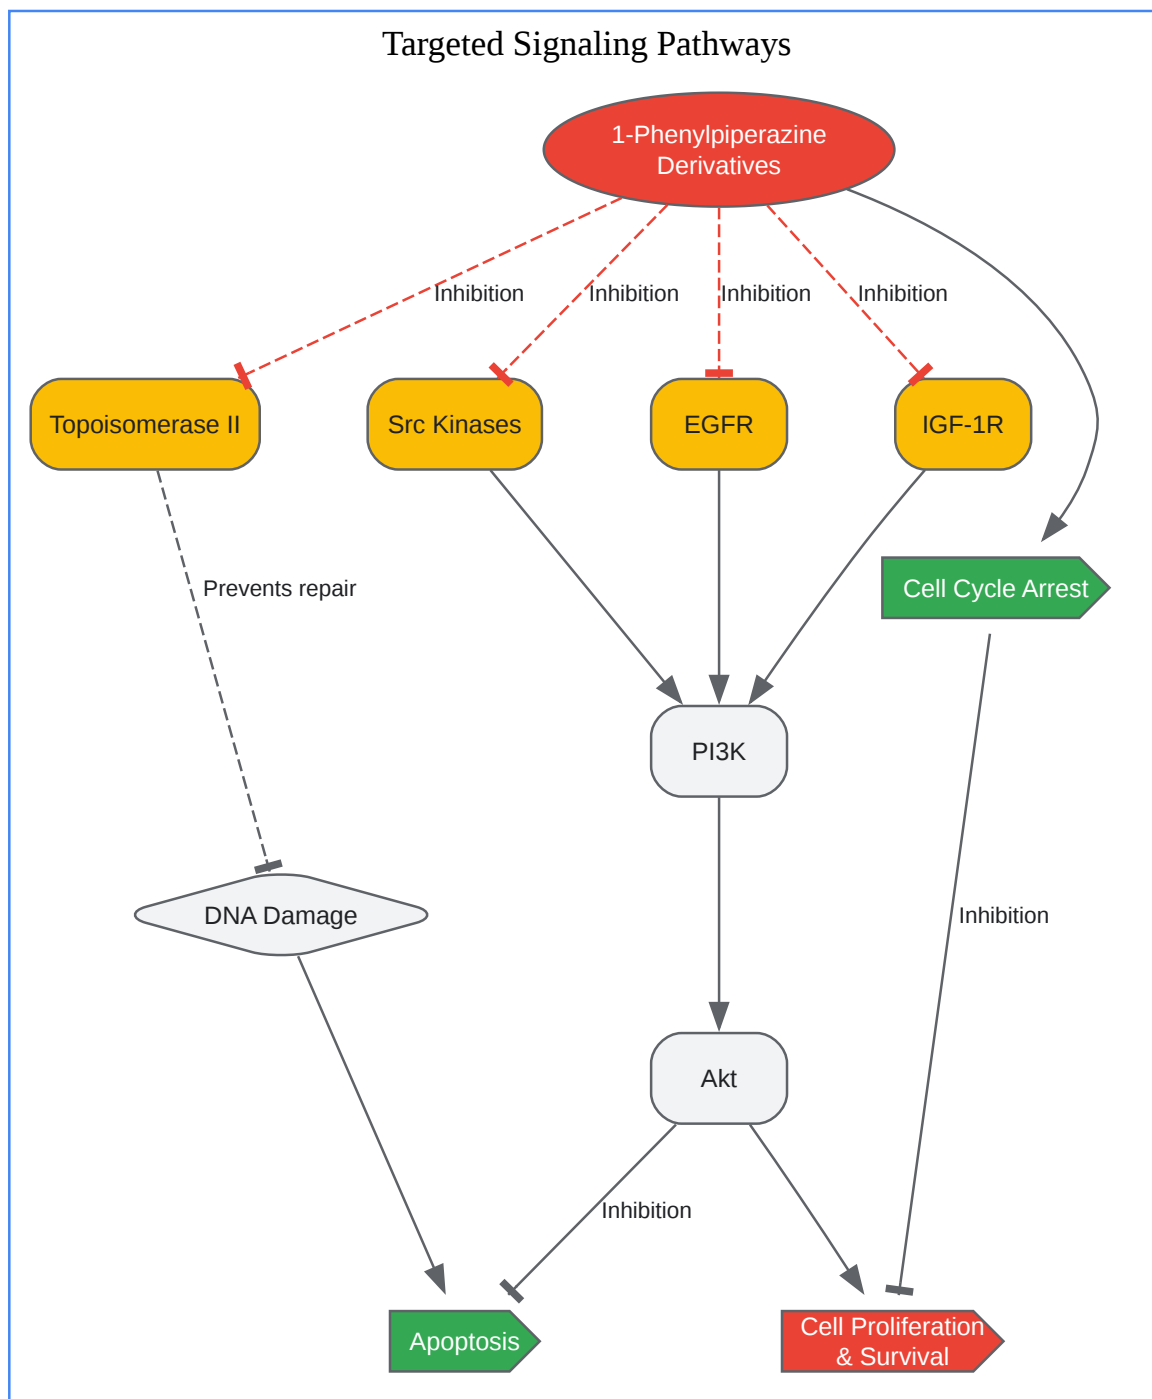 Targeted Signaling Pathways
1-Phenylpiperazine
Derivatives
Inhibition
Inhibition
Inhibition
Inhibition
Topoisomerase II
Src Kinases
EGFR
IGF-1R
Prevents repair
Cell Cycle Arrest
PI3K
DNA Damage
Inhibition
Akt
Inhibition
Apoptosis
Cell Proliferation
& Survival